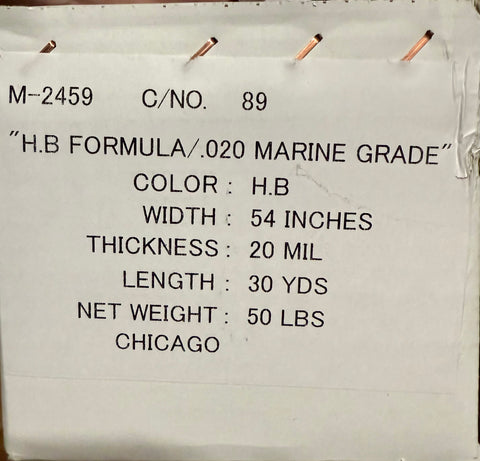 M-2459 C/NO. 89
"H.B FORMULA/.020 MARINE GRADE"
COLOR : H.B
WIDTH : 54 INCHES
THICKNESS : 20 MIL
LENGTH : 30 YDS
NET WEIGHT : 50 LBS
CHICAGO